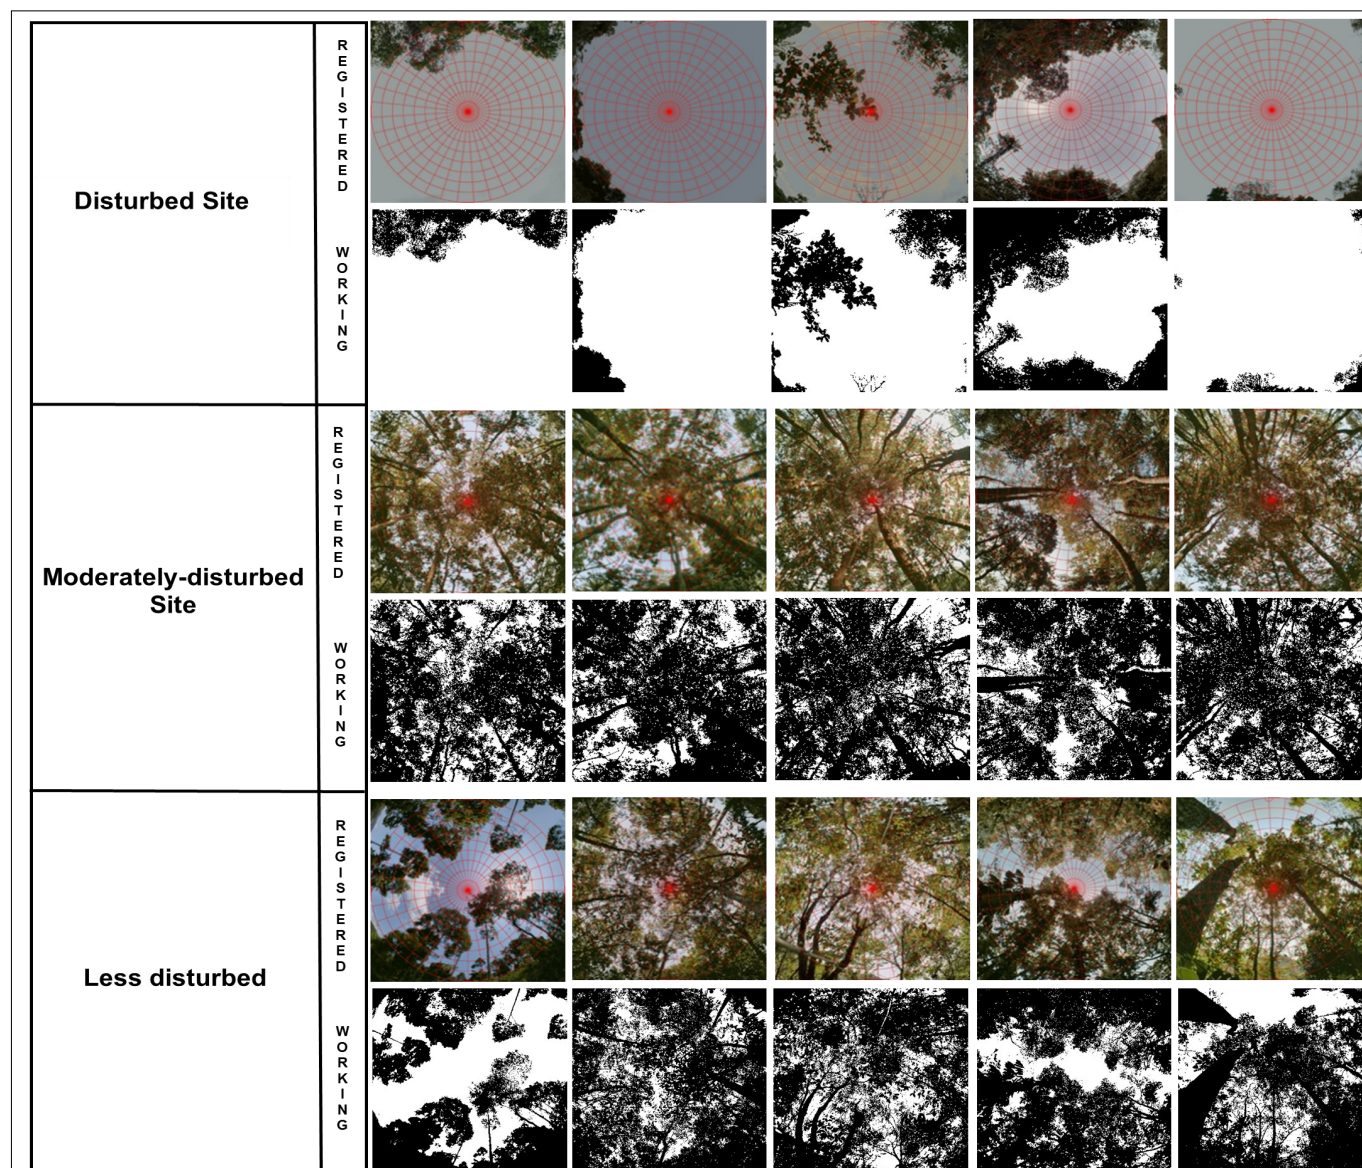 Disturbed Site
REGISTERED
WORKING
Moderately-disturbed
Site
REGISTERED
WORKING
Less disturbed
REGISTERED
WORKING